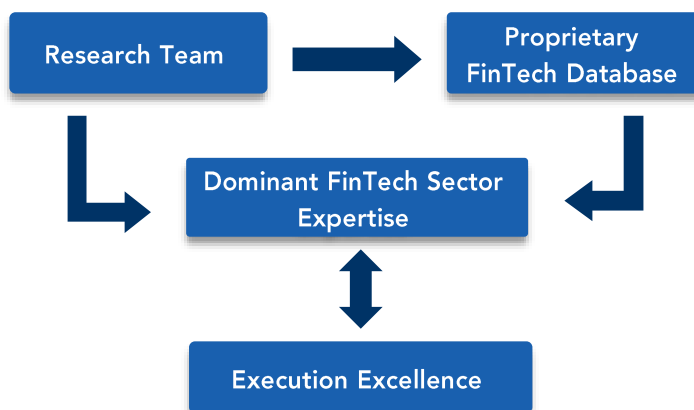 Research Team
Proprietary
FinTech Database
Dominant FinTech Sector
Expertise
Execution Excellence